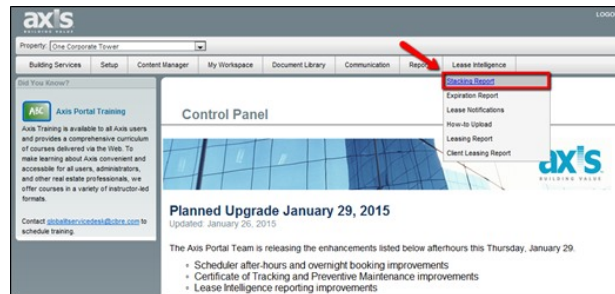 axis
BUILDING VALUE
LOGO
Property: One Corporate Tower
Building Services Setup Content Manager My Workspace Document Library Communication Repor Lease Intelligence
Stacking Report
Expiration Report
Lease Notifications
How-to Upload
Leasing Report
Client Leasing Report
Did You Know?
ABC Axis Portal Training
Axis Training is available to all Axis users
and provides a comprehensive curriculum
of courses delivered via the Web. To
make learning about Axis convenient and
accessible for all users, administrators,
and other real estate professionals, we
offer courses in a variety of instructor-led
formats.
Contact globalitservicedesk@cbre.com to
schedule training.
Control Panel
axis
BUILDING VALUE
Planned Upgrade January 29, 2015
Updated: January 26, 2015
The Axis Portal Team is releasing the enhancements listed below afterhours this Thursday, January 29.
Scheduler after-hours and overnight booking improvements
Certificate of Tracking and Preventive Maintenance improvements
Lease Intelligence reporting improvements